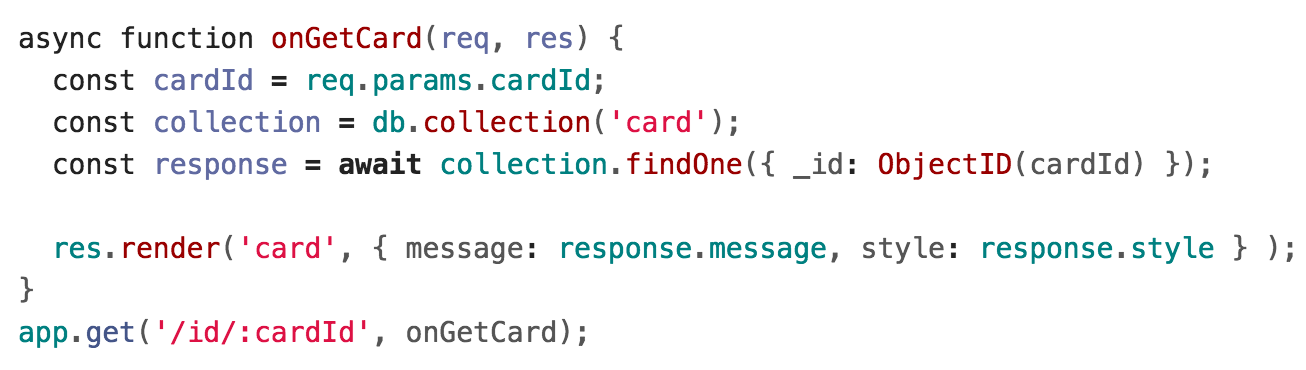 async function onGetCard(req, res) {
  const cardId = req.params.cardId;
  const collection = db.collection('card');
  const response = await collection.findOne({ _id: ObjectID(cardId) });

  res.render('card', { message: response.message, style: response.style } );
}
app.get('/id/:cardId', onGetCard);